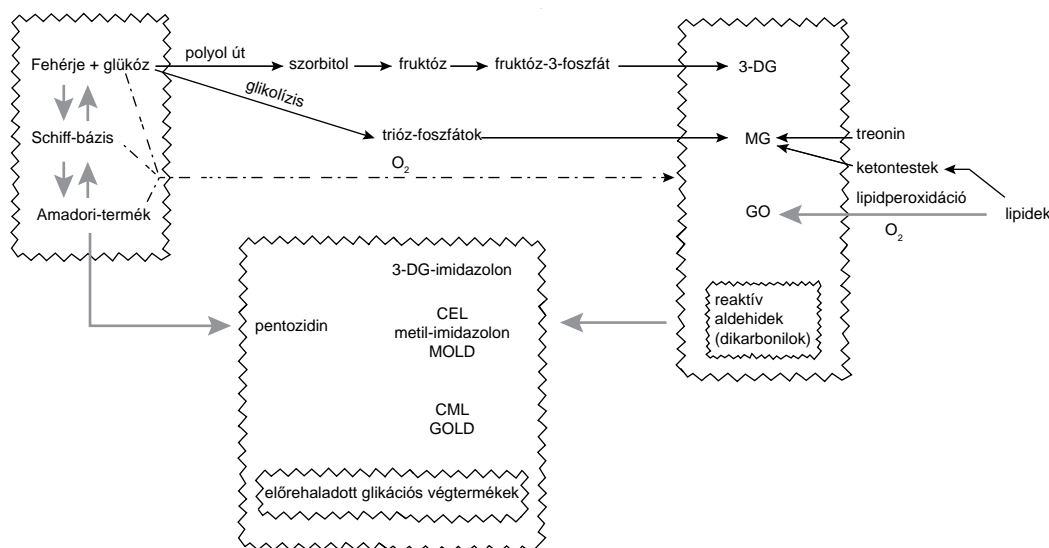 Fehérje + glükóz
polyol út
szorbitol
fruktóz
fruktóz-3-foszfát
3-DG
glikolízis
Schiff-bázis
trióz-foszfátok
MG
treonin
O2
ketontestek
Amadori-termék
GO
lipidperoxidáció
O2
lipidek
3-DG-imidazolon
pentozidin
CEL
metil-imidazolon
MOLD
CML
GOLD
előrehaladott glikációs végtermékek
reaktív
aldehidek
(dikarbonilok)